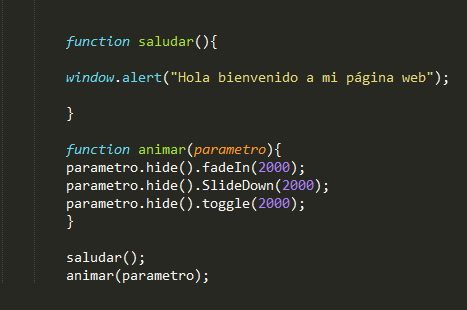 function saludar(){
window.alert("Hola bienvenido a mi página web");
}
function animar(parametro){
parametro.hide().fadeIn(2000);
parametro.hide().SlideDown(2000);
parametro.hide().toggle(2000);
}
saludar();
animar(parametro);